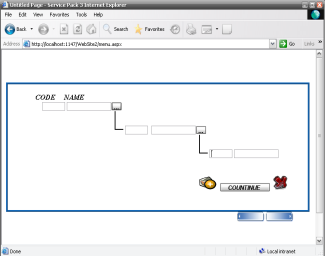 Untitled Page - Service Pack 3 Internet Explorer
File Edit View Favorites Tools Help
Back Search Favorites
Address http://localhost:1147/WebSite2/menu.aspx Go Links »
CODE NAME
...
...
COUNTINUE
Done Local intranet